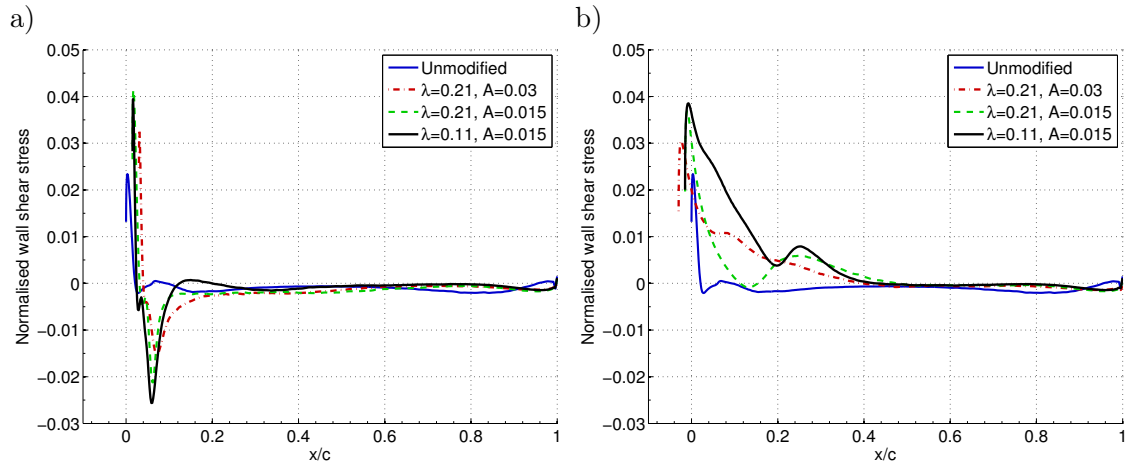 a)
0.05
0.04
0.03
0.02
0.01
0
−0.01
−0.02
−0.03
Normalised wall shear stress
Unmodified
λ=0.21, A=0.03
λ=0.21, A=0.015
λ=0.11, A=0.015
0 0.2 0.4 0.6 0.8 1
x/c
b)
0.05
0.04
0.03
0.02
0.01
0
−0.01
−0.02
−0.03
Normalised wall shear stress
Unmodified
λ=0.21, A=0.03
λ=0.21, A=0.015
λ=0.11, A=0.015
0 0.2 0.4 0.6 0.8 1
x/c